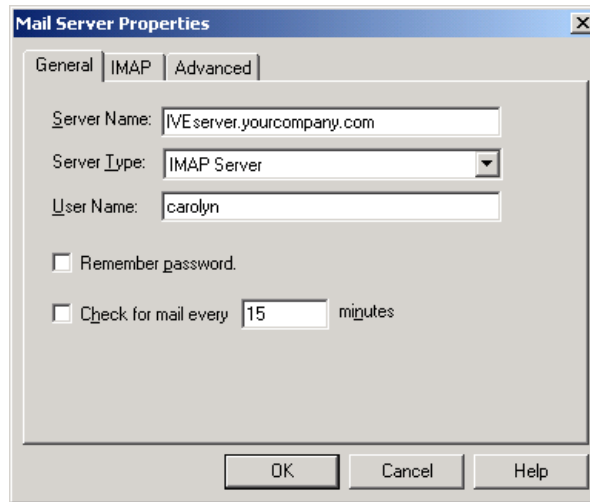 Mail Server Properties
General IMAP Advanced
Server Name: IVEserver.yourcompany.com
Server Type: IMAP Server
User Name: carolyn
Remember password.
Check for mail every 15 minutes
OK Cancel Help